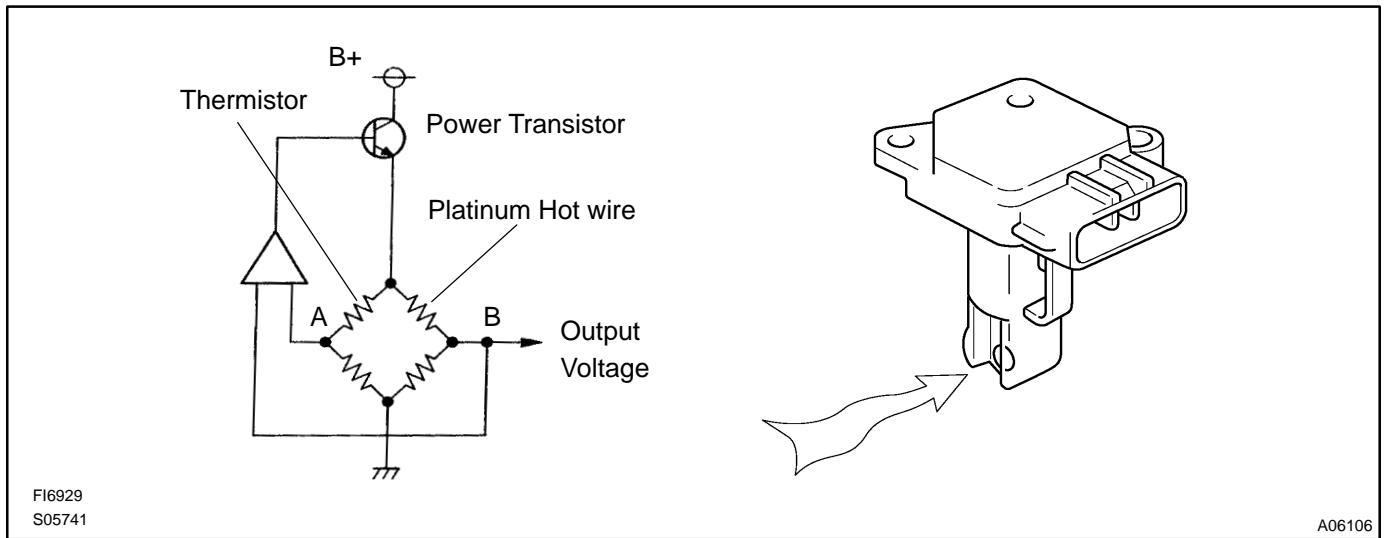 B+
Thermistor
Power Transistor
Platinum Hot wire
A
B
Output
Voltage
FI6929
S05741
A06106